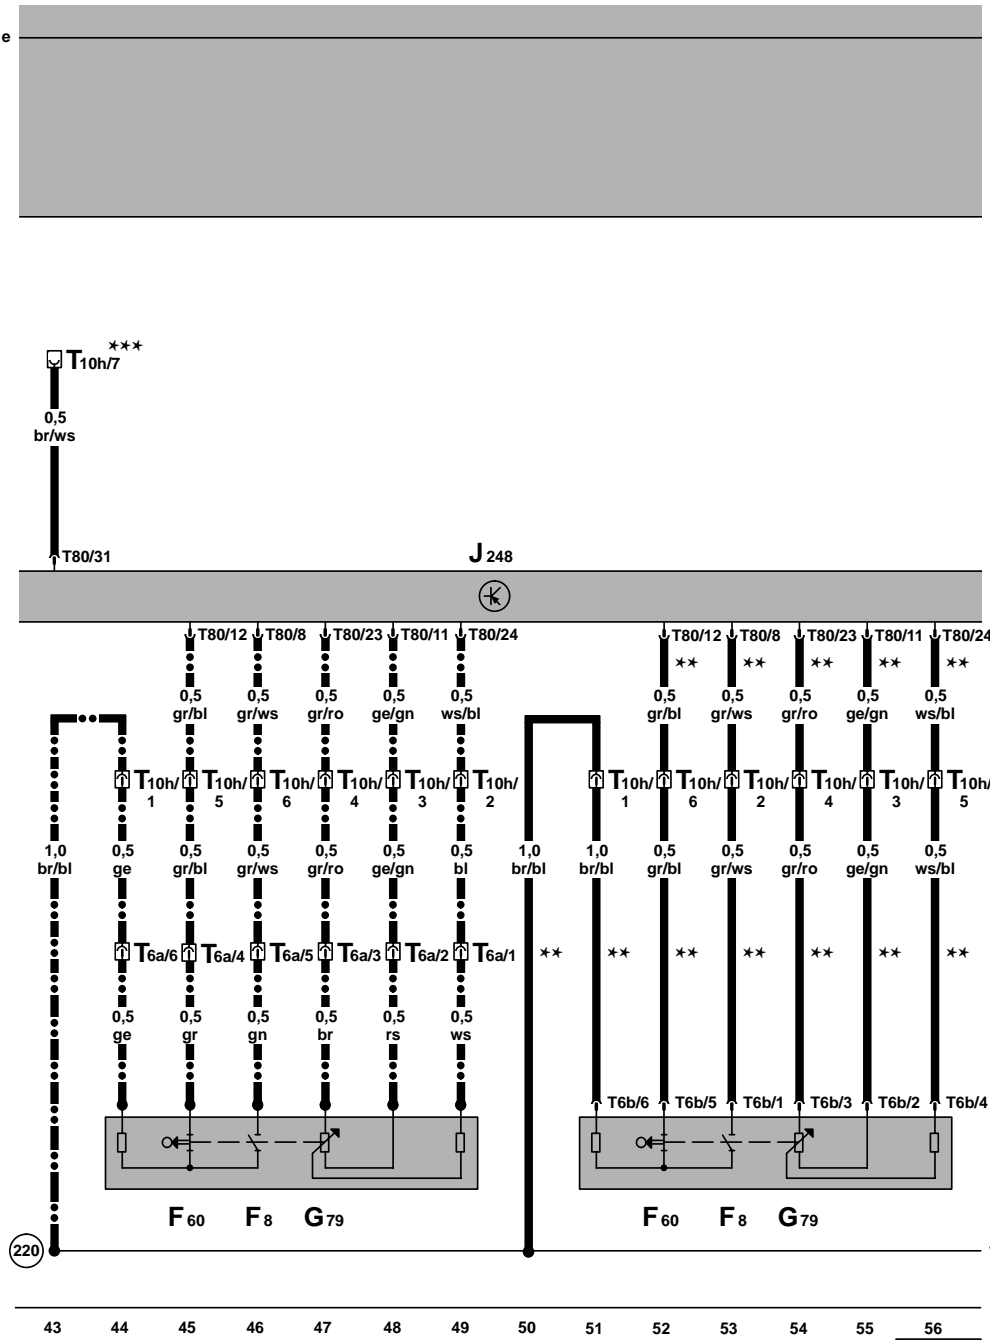 e
T10h/7 ★★★
0,5
br/ws
T80/31 J248
T80/12 T80/8 T80/23 T80/11 T80/24 T80/12 T80/8 T80/23 T80/11 T80/24
★★ ★★ ★★ ★★ ★★
0,5 0,5 0,5 0,5 0,5 0,5 0,5 0,5 0,5 0,5
gr/bl gr/ws gr/ro ge/gn ws/bl gr/bl gr/ws gr/ro ge/gn ws/bl
T10h/ T10h/ T10h/ T10h/ T10h/ T10h/ T10h/ T10h/ T10h/ T10h/ T10h/ T10h/
1 5 6 4 3 2 1 6 2 4 3 5
1,0 0,5 0,5 0,5 0,5 0,5 0,5 1,0 1,0 0,5 0,5 0,5 0,5 0,5
br/bl ge gr/bl gr/ws gr/ro ge/gn bl br/bl br/bl gr/bl gr/ws gr/ro ge/gn ws/bl
T6a/6 T6a/4 T6a/5 T6a/3 T6a/2 T6a/1 ★★ ★★ ★★ ★★ ★★ ★★ ★★
0,5 0,5 0,5 0,5 0,5 0,5
ge gr gn br rs ws
T6b/6 T6b/5 T6b/1 T6b/3 T6b/2 T6b/4
F60 F8 G79 F60 F8 G79
220
43 44 45 46 47 48 49 50 51 52 53 54 55 56